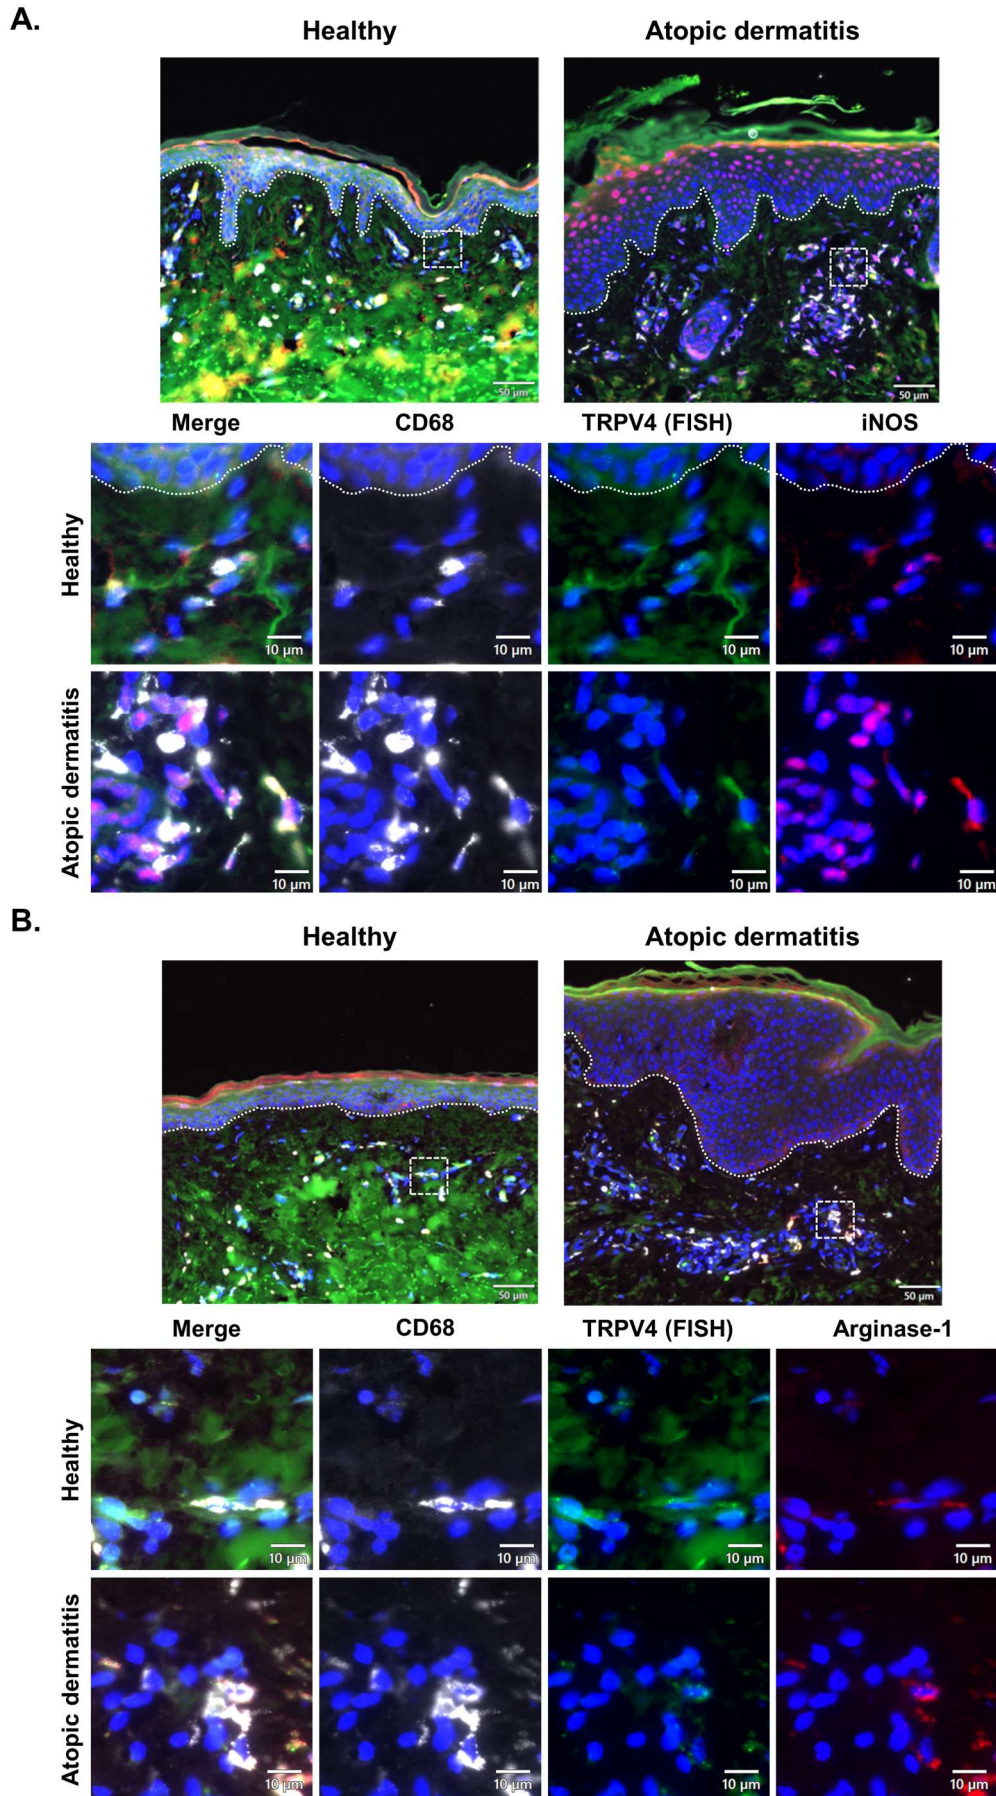 A.
Healthy Atopic dermatitis
50 µm 50 µm
Merge CD68 TRPV4 (FISH) iNOS
Healthy
10 µm 10 µm 10 µm 10 µm
Atopic dermatitis
10 µm 10 µm 10 µm 10 µm
B.
Healthy Atopic dermatitis
50 µm 50 µm
Merge CD68 TRPV4 (FISH) Arginase-1
Healthy
10 µm 10 µm 10 µm 10 µm
Atopic dermatitis
10 µm 10 µm 10 µm 10 µm